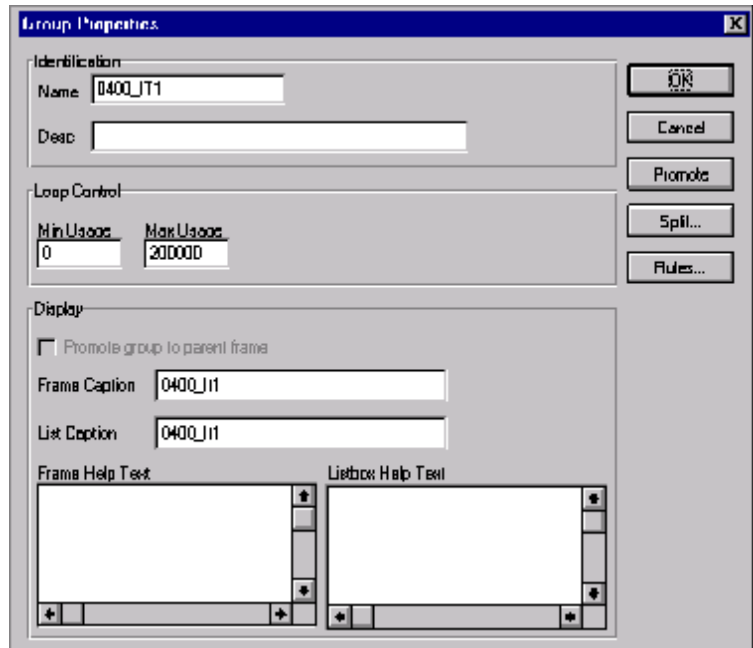 Group Properties
Identification
Name 0400_IT1
Desc
Loop Control
Min Usage Max Usage
0 200000
Display
Promote group to parent frame
Frame Caption 0400_It1
List Caption 0400_It1
Frame Help Text Listbox Help Text
OK
Cancel
Promote
Split...
Rules...